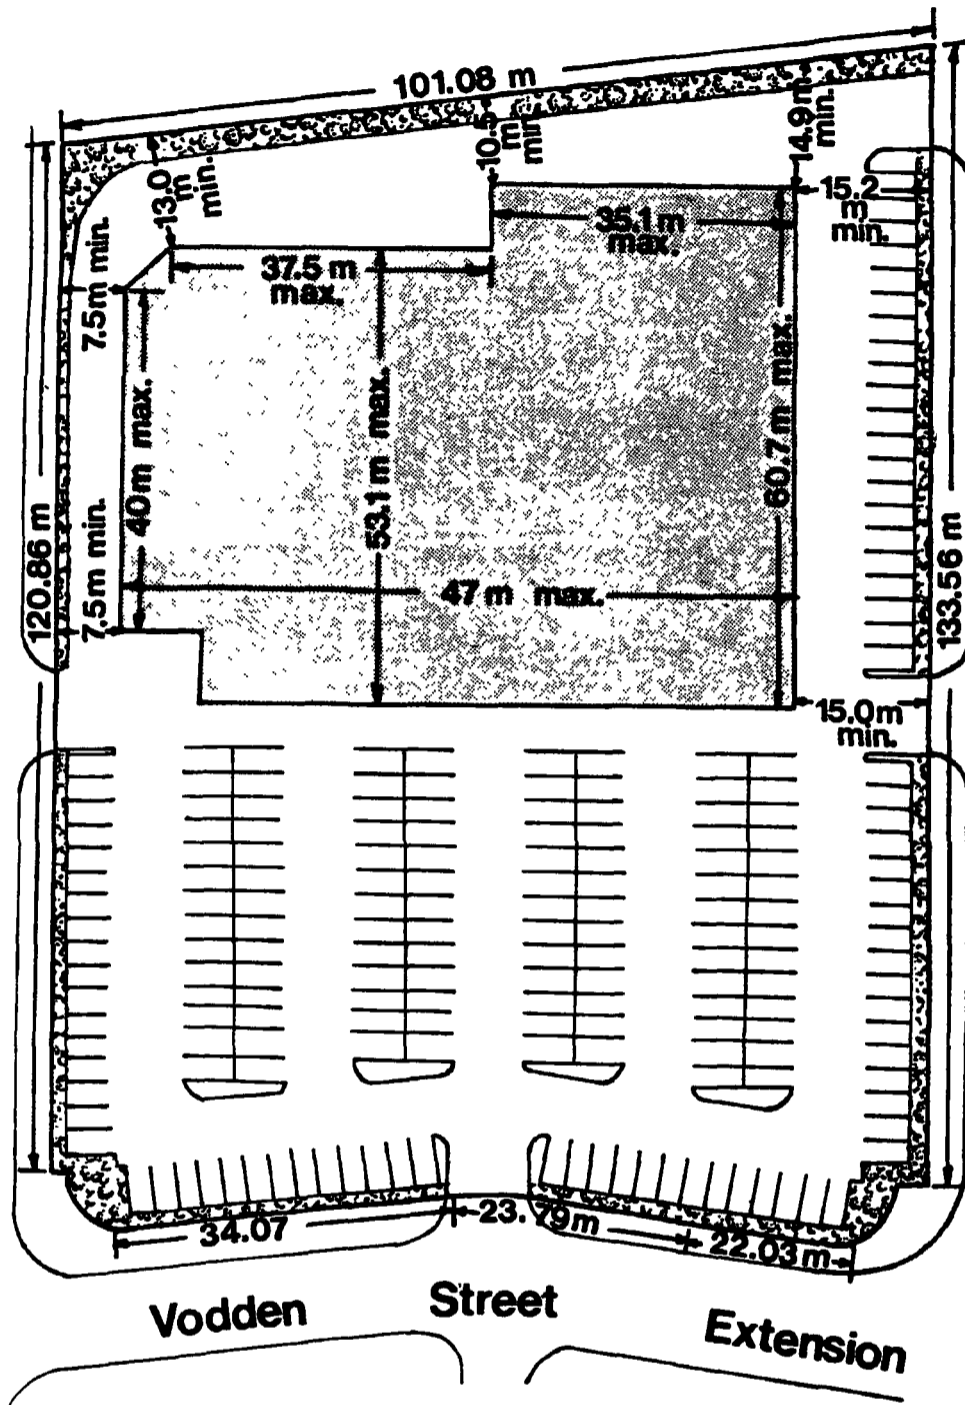 101.08 m
13.0
m
min.
10.5
m
min.
14.9m
min.
15.2
m
min.
35.1m
max.
37.5 m
max.
7.5m min.
40m max.
53.1 m max.
60.7 m max.
47 m max.
7.5m min.
120.86 m
133.56 m
15.0m
min.
34.07
23.79m
22.03m
Vodden Street Extension